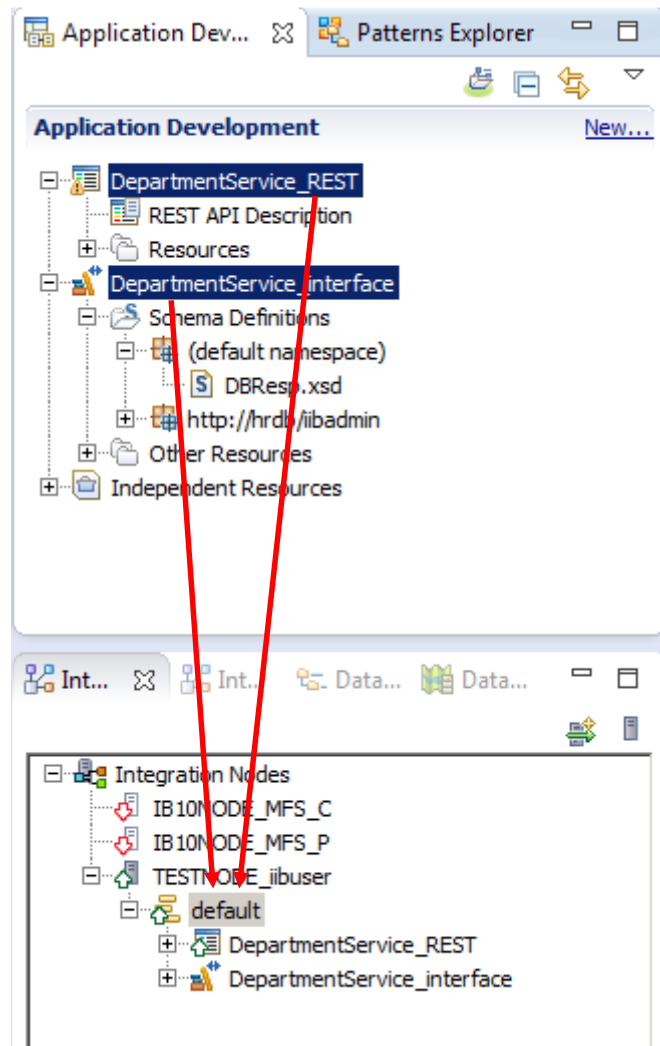 Application Dev... Patterns Explorer
Application Development New...
DepartmentService_REST
REST API Description
Resources
DepartmentService_interface
Schema Definitions
(default namespace)
DBResp.xsd
http://hrdb/iibadmin
Other Resources
Independent Resources
Int... Int... Data... Data...
Integration Nodes
IB10NODE_MFS_C
IB10NODE_MFS_P
TESTNODE_iibuser
default
DepartmentService_REST
DepartmentService_interface